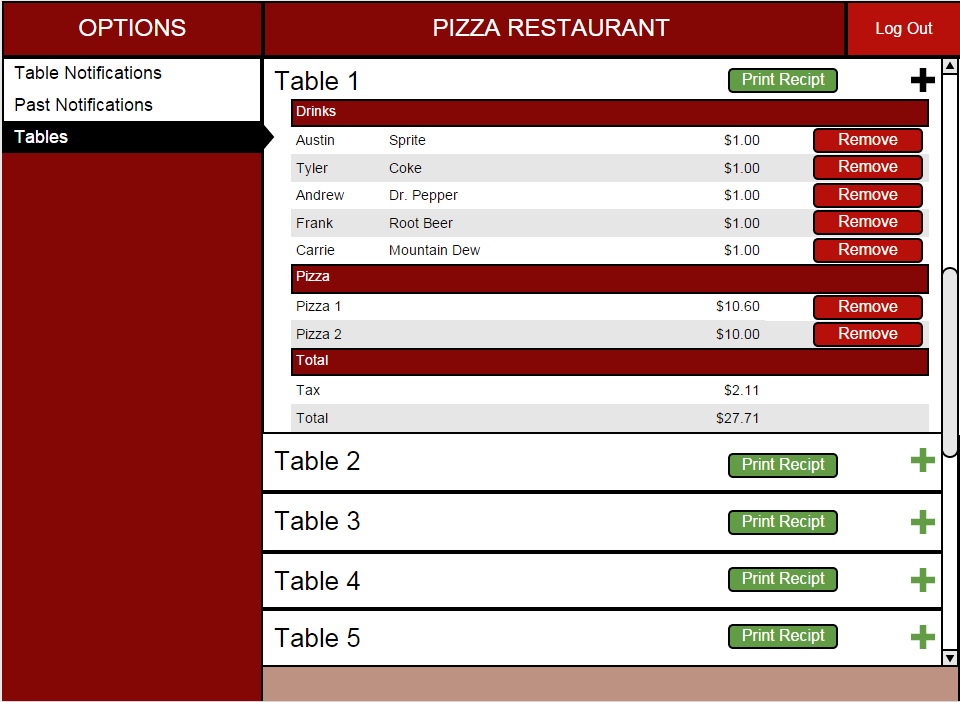 OPTIONS PIZZA RESTAURANT Log Out
Table Notifications
Past Notifications
Tables
Table 1 Print Recipt
Drinks
Austin Sprite $1.00 Remove
Tyler Coke $1.00 Remove
Andrew Dr. Pepper $1.00 Remove
Frank Root Beer $1.00 Remove
Carrie Mountain Dew $1.00 Remove
Pizza
Pizza 1 $10.60 Remove
Pizza 2 $10.00 Remove
Total
Tax $2.11
Total $27.71
Table 2 Print Recipt
Table 3 Print Recipt
Table 4 Print Recipt
Table 5 Print Recipt